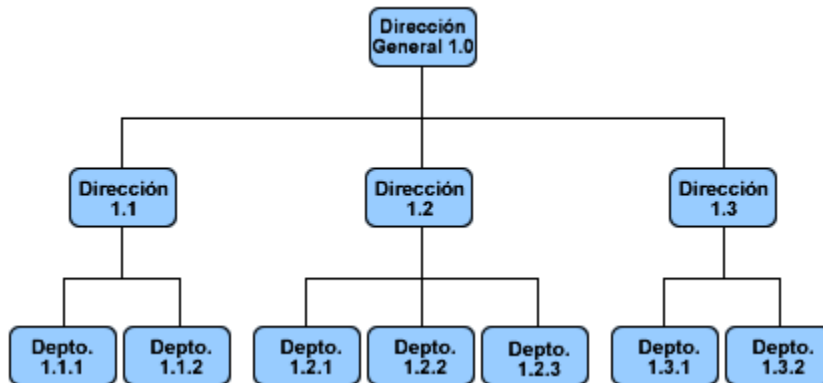 Dirección
General 1.0
Dirección
1.1
Dirección
1.2
Dirección
1.3
Depto.
1.1.1
Depto.
1.1.2
Depto.
1.2.1
Depto.
1.2.2
Depto.
1.2.3
Depto.
1.3.1
Depto.
1.3.2